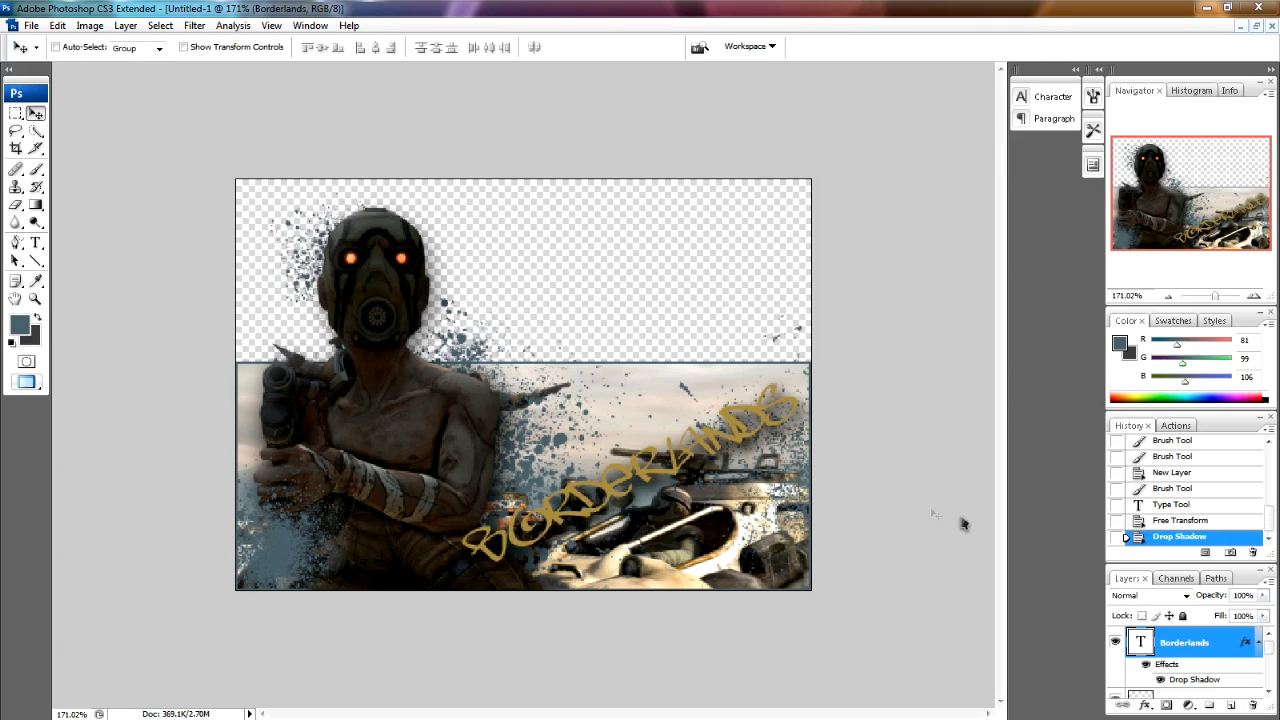 Ps Adobe Photoshop CS3 Extended - [Untitled-1 @ 171% (Borderlands, RGB/8)]
File Edit Image Layer Select Filter Analysis View Window Help
Auto-Select: Group Show Transform Controls Workspace
Ps
Character
Paragraph
Navigator × Histogram Info
171.02%
Color × Swatches Styles
R 81
G 99
B 106
History × Actions
Brush Tool
Brush Tool
New Layer
Brush Tool
Type Tool
Free Transform
Drop Shadow
Layers × Channels Paths
Normal Opacity: 100%
Lock: Fill: 100%
T Borderlands fx
Effects
Drop Shadow
BORDERLANDS
171.02% Doc: 369.1K/2.70M